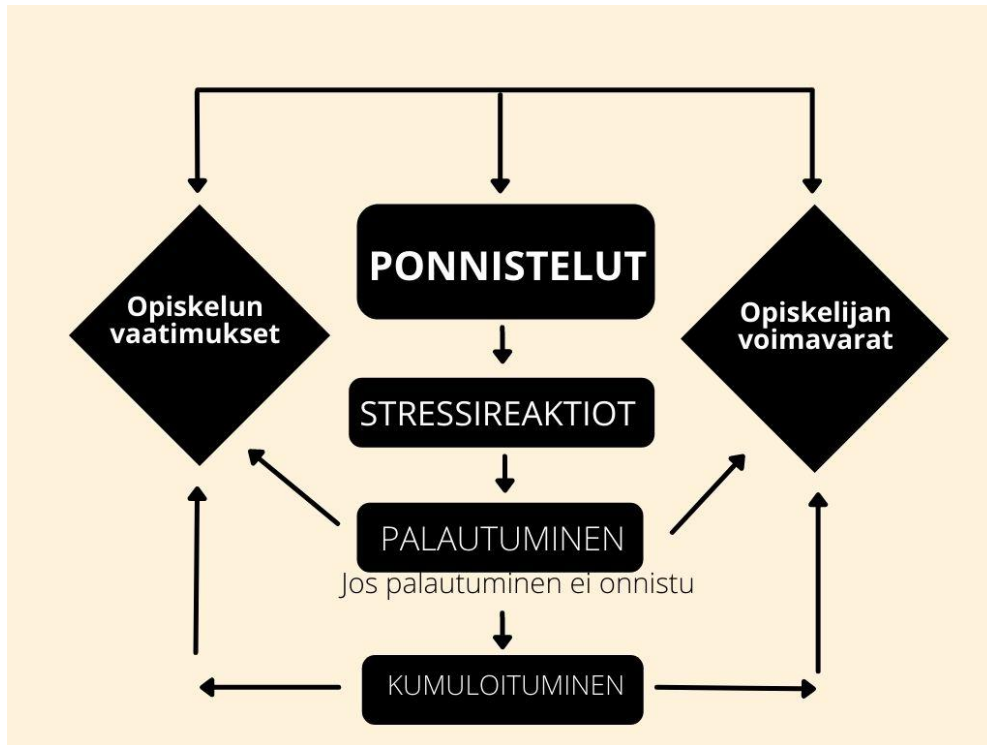 PONNISTELUT
Opiskelun
vaatimukset
Opiskelijan
voimavarat
STRESSIREAKTIOT
PALAUTUMINEN
Jos palautuminen ei onnistu
KUMULOITUMINEN